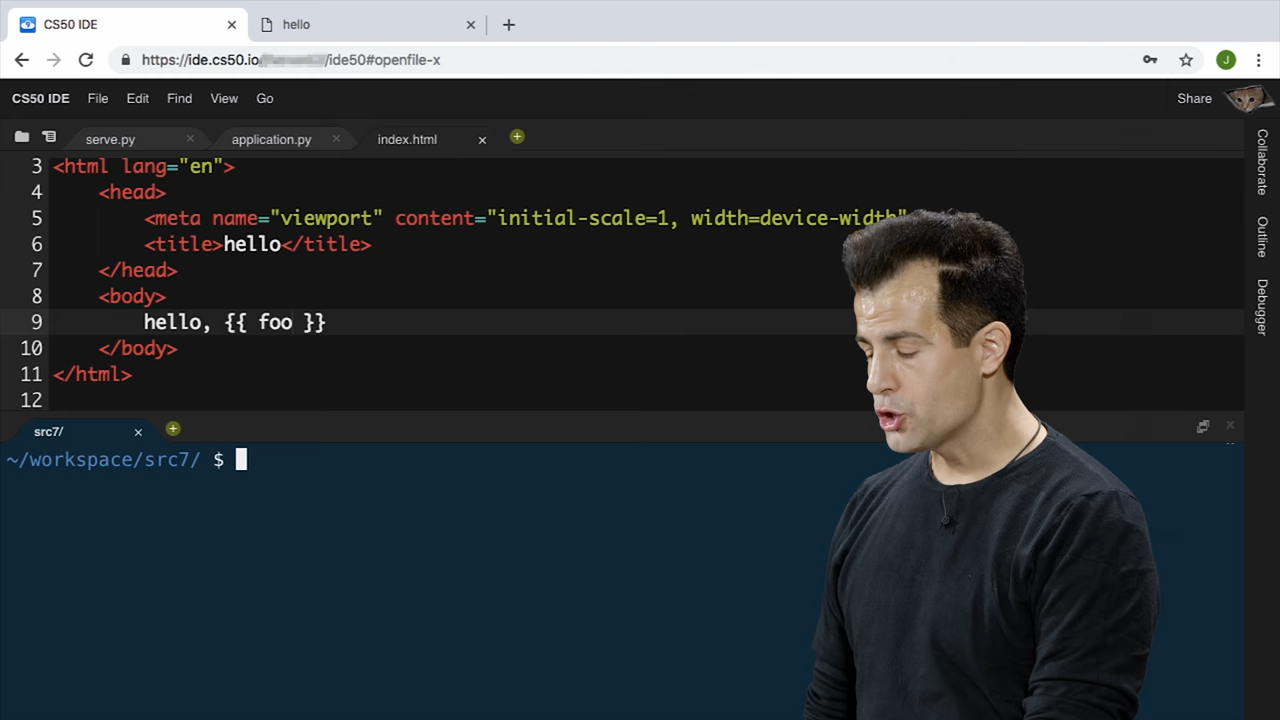 CS50 IDE
hello
https://ide.cs50.io/ /ide50#openfile-x
J
CS50 IDE File Edit Find View Go
Share
serve.py
application.py
index.html
Collaborate
Outline
Debugger
3 <html lang="en">
4 <head>
5 <meta name="viewport" content="initial-scale=1, width=device-width"
6 <title>hello</title>
7 </head>
8 <body>
9 hello, {{ foo }}
10 </body>
11 </html>
12
src7/
~/workspace/src7/ $